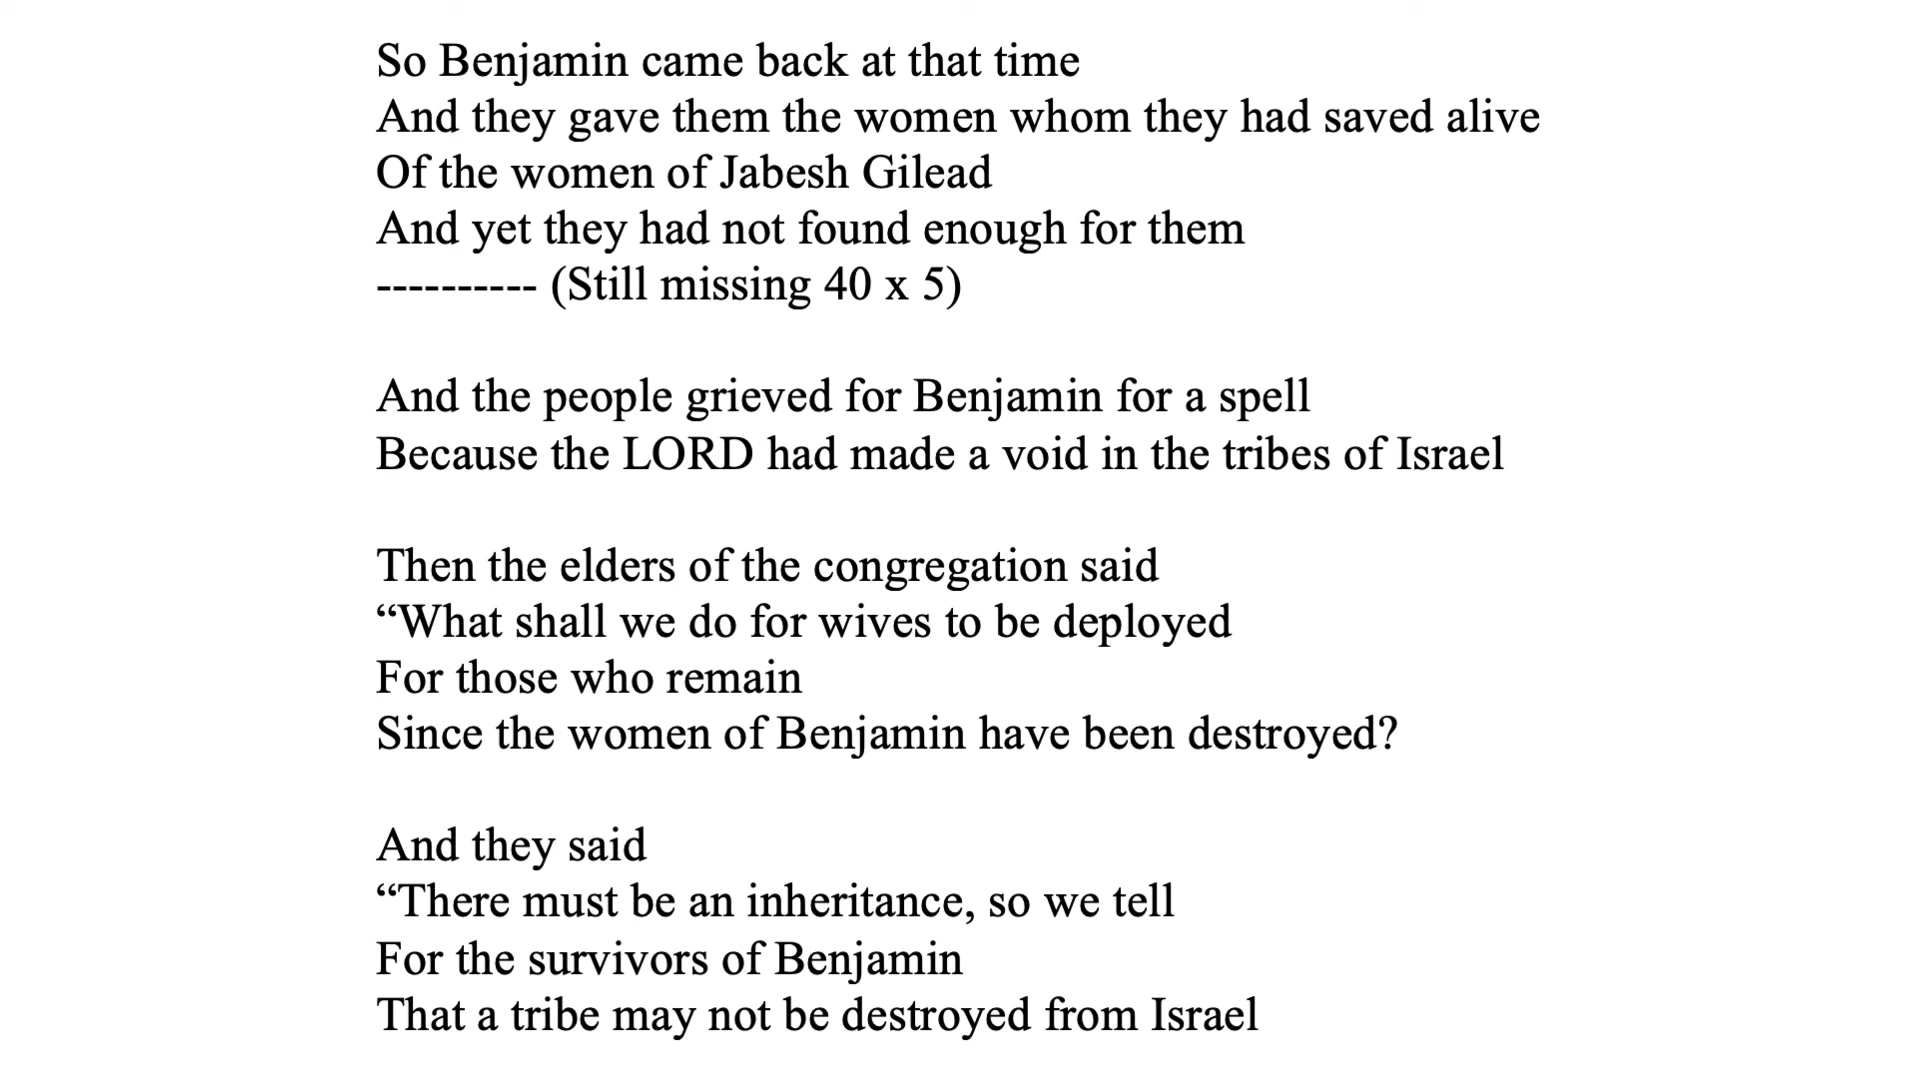 So Benjamin came back at that time
And they gave them the women whom they had saved alive
Of the women of Jabesh Gilead
And yet they had not found enough for them
---------- (Still missing 40 x 5)
And the people grieved for Benjamin for a spell
Because the LORD had made a void in the tribes of Israel
Then the elders of the congregation said
“What shall we do for wives to be deployed
For those who remain
Since the women of Benjamin have been destroyed?
And they said
“There must be an inheritance, so we tell
For the survivors of Benjamin
That a tribe may not be destroyed from Israel